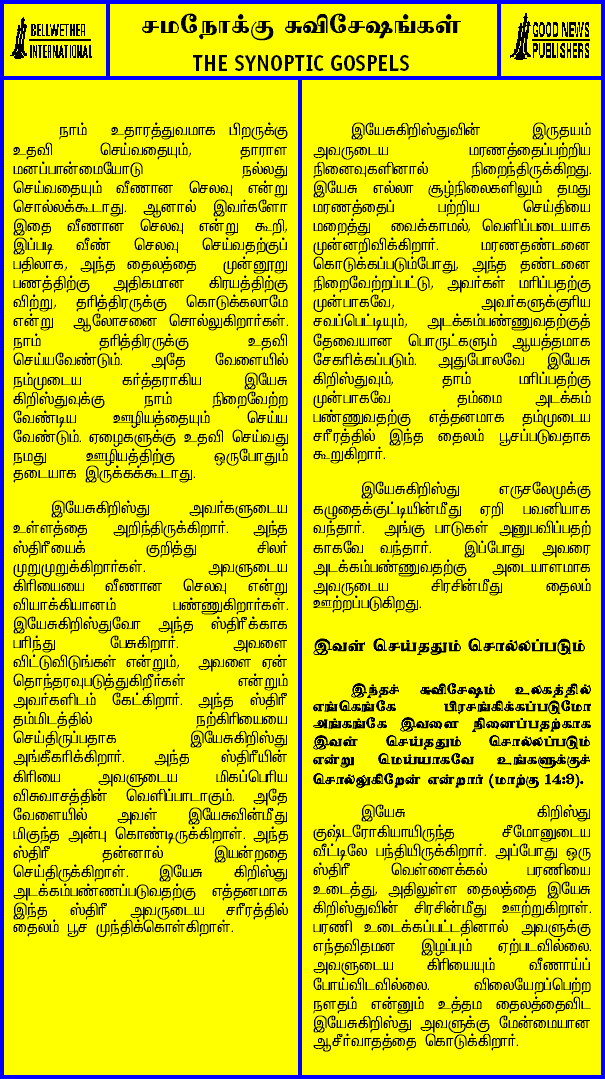 BELLWETHER
INTERNATIONAL
சமநோக்கு சுவிசேஷங்கள்
THE SYNOPTIC GOSPELS
GOOD NEWS
PUBLISHERS
நாம் உதாரத்துவமாக பிறருக்கு
உதவி செய்வதையும், தாராள
மனப்பான்மையோடு நல்லது
செய்வதையும் வீணான செலவு என்று
சொல்லக்கூடாது. ஆனால் இவர்களோ
இதை வீணான செலவு என்று கூறி,
இப்படி வீண் செலவு செய்வதற்குப்
பதிலாக, அந்த தைலத்தை முன்னூறு
பணத்திற்கு அதிகமான கிரயத்திற்கு
விற்று, தரித்திரருக்கு கொடுக்கலாமே
என்று ஆலோசனை சொல்லுகிறார்கள்.
நாம் தரித்திரருக்கு உதவி
செய்யவேண்டும். அதே வேளையில்
நம்முடைய கர்த்தராகிய இயேசு
கிறிஸ்துவுக்கு நாம் நிறைவேற்ற
வேண்டிய ஊழியத்தையும் செய்ய
வேண்டும். ஏழைகளுக்கு உதவி செய்வது
நமது ஊழியத்திற்கு ஒருபோதும்
தடையாக இருக்கக்கூடாது.
இயேசுகிறிஸ்து அவர்களுடைய
உள்ளத்தை அறிந்திருக்கிறார். அந்த
ஸ்திரீயைக் குறித்து சிலர்
முறுமுறுக்கிறார்கள். அவளுடைய
கிரியையை வீணான செலவு என்று
வியாக்கியானம் பண்ணுகிறார்கள்.
இயேசுகிறிஸ்துவோ அந்த ஸ்திரீக்காக
பரிந்து பேசுகிறார். அவளை
விட்டுவிடுங்கள் என்றும், அவளை ஏன்
தொந்தரவுபடுத்துகிறீர்கள் என்றும்
அவர்களிடம் கேட்கிறார். அந்த ஸ்திரீ
தம்மிடத்தில் நற்கிரியையை
செய்திருப்பதாக இயேசுகிறிஸ்து
அங்கீகரிக்கிறார். அந்த ஸ்திரீயின்
கிரியை அவளுடைய மிகப்பெரிய
விசுவாசத்தின் வெளிப்பாடாகும். அதே
வேளையில் அவள் இயேசுவின்மீது
மிகுந்த அன்பு கொண்டிருக்கிறாள். அந்த
ஸ்திரீ தன்னால் இயன்றதை
செய்திருக்கிறாள். இயேசு கிறிஸ்து
அடக்கம்பண்ணப்படுவதற்கு எத்தனமாக
இந்த ஸ்திரீ அவருடைய சரீரத்தில்
தைலம் பூச முந்திக்கொள்கிறாள்.
இயேசுகிறிஸ்துவின் இருதயம்
அவருடைய மரணத்தைப்பற்றிய
நினைவுகளினால் நிறைந்திருக்கிறது.
இயேசு எல்லா சூழ்நிலைகளிலும் தமது
மரணத்தைப் பற்றிய செய்தியை
மறைத்து வைக்காமல், வெளிப்படையாக
முன்னறிவிக்கிறார். மரணதண்டனை
கொடுக்கப்படும்போது, அந்த தண்டனை
நிறைவேற்றப்பட்டு, அவர்கள் மரிப்பதற்கு
முன்பாகவே, அவர்களுக்குரிய
சவப்பெட்டியும், அடக்கம்பண்ணுவதற்குத்
தேவையான பொருட்களும் ஆயத்தமாக
சேகரிக்கப்படும். அதுபோலவே இயேசு
கிறிஸ்துவும், தாம் மரிப்பதற்கு
முன்பாகவே தம்மை அடக்கம்
பண்ணுவதற்கு எத்தனமாக தம்முடைய
சரீரத்தில் இந்த தைலம் பூசப்படுவதாக
கூறுகிறார்.
இயேசுகிறிஸ்து எருசலேமுக்கு
கழுதைக்குட்டியின்மீது ஏறி பவனியாக
வந்தார். அங்கு பாடுகள் அனுபவிப்பதற்
காகவே வந்தார். இப்போது அவரை
அடக்கம்பண்ணுவதற்கு அடையாளமாக
அவருடைய சிரசின்மீது தைலம்
ஊற்றப்படுகிறது.
இவள் செய்ததும் சொல்லப்படும்
இந்தச் சுவிசேஷம் உலகத்தில்
எங்கெங்கே பிரசங்கிக்கப்படுமோ
அங்கங்கே இவளை நினைப்பதற்காக
இவள் செய்ததும் சொல்லப்படும்
என்று மெய்யாகவே உங்களுக்குச்
சொல்லுகிறேன் என்றார் (மாற்கு 14:9).
இயேசு கிறிஸ்து
குஷ்டரோகியாயிருந்த சீமோனுடைய
வீட்டிலே பந்தியிருக்கிறார். அப்போது ஒரு
ஸ்திரீ வெள்ளைக்கல் பரணியை
உடைத்து, அதிலுள்ள தைலத்தை இயேசு
கிறிஸ்துவின் சிரசின்மீது ஊற்றுகிறாள்.
பரணி உடைக்கப்பட்டதினால் அவளுக்கு
எந்தவிதமன இழப்பும் ஏற்படவில்லை.
அவளுடைய கிரியையும் வீணாய்ப்
போய்விடவில்லை. விலையேறப்பெற்ற
நளதம் என்னும் உத்தம தைலத்தைவிட
இயேசுகிறிஸ்து அவளுக்கு மேன்மையான
ஆசீர்வாதத்தை கொடுக்கிறார்.